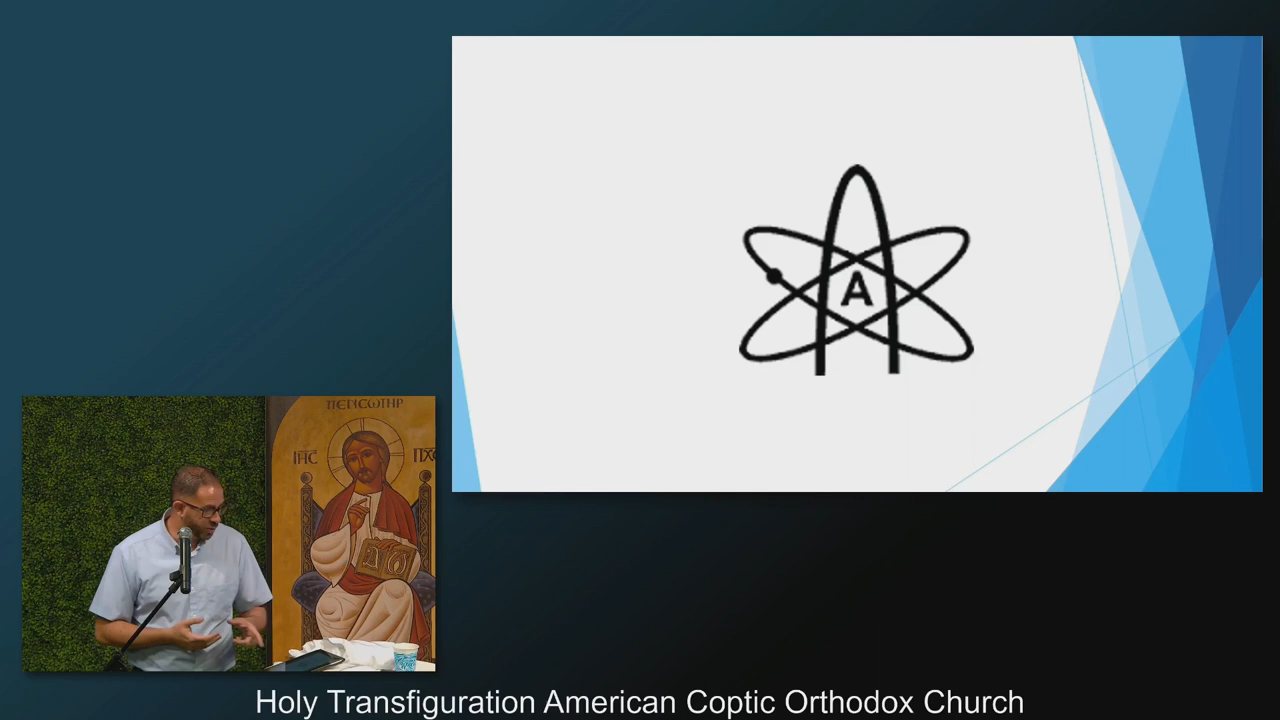 A
ⲠⲈⲚⲤⲰⲦⲎⲢ
ⲒⲎⲤ ⲠⲬⲤ
Ⲁ Ⲱ
Holy Transfiguration American Coptic Orthodox Church